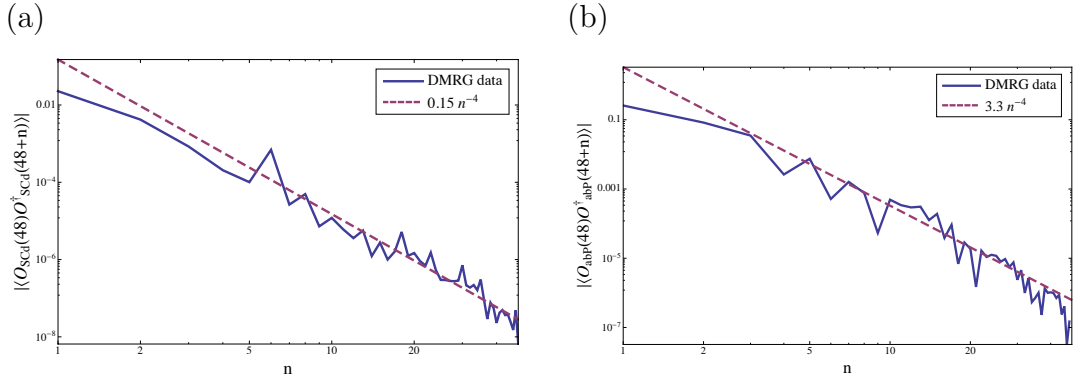 (a)
|⟨O_SCd(48)O†_SCd(48+n)⟩|
0.01
10⁻⁴
10⁻⁶
10⁻⁸
DMRG data
0.15 n⁻⁴
1 2 5 10 20
n
(b)
|⟨O_abP(48)O†_abP(48+n)⟩|
0.1
0.001
10⁻⁵
10⁻⁷
DMRG data
3.3 n⁻⁴
1 2 5 10 20
n